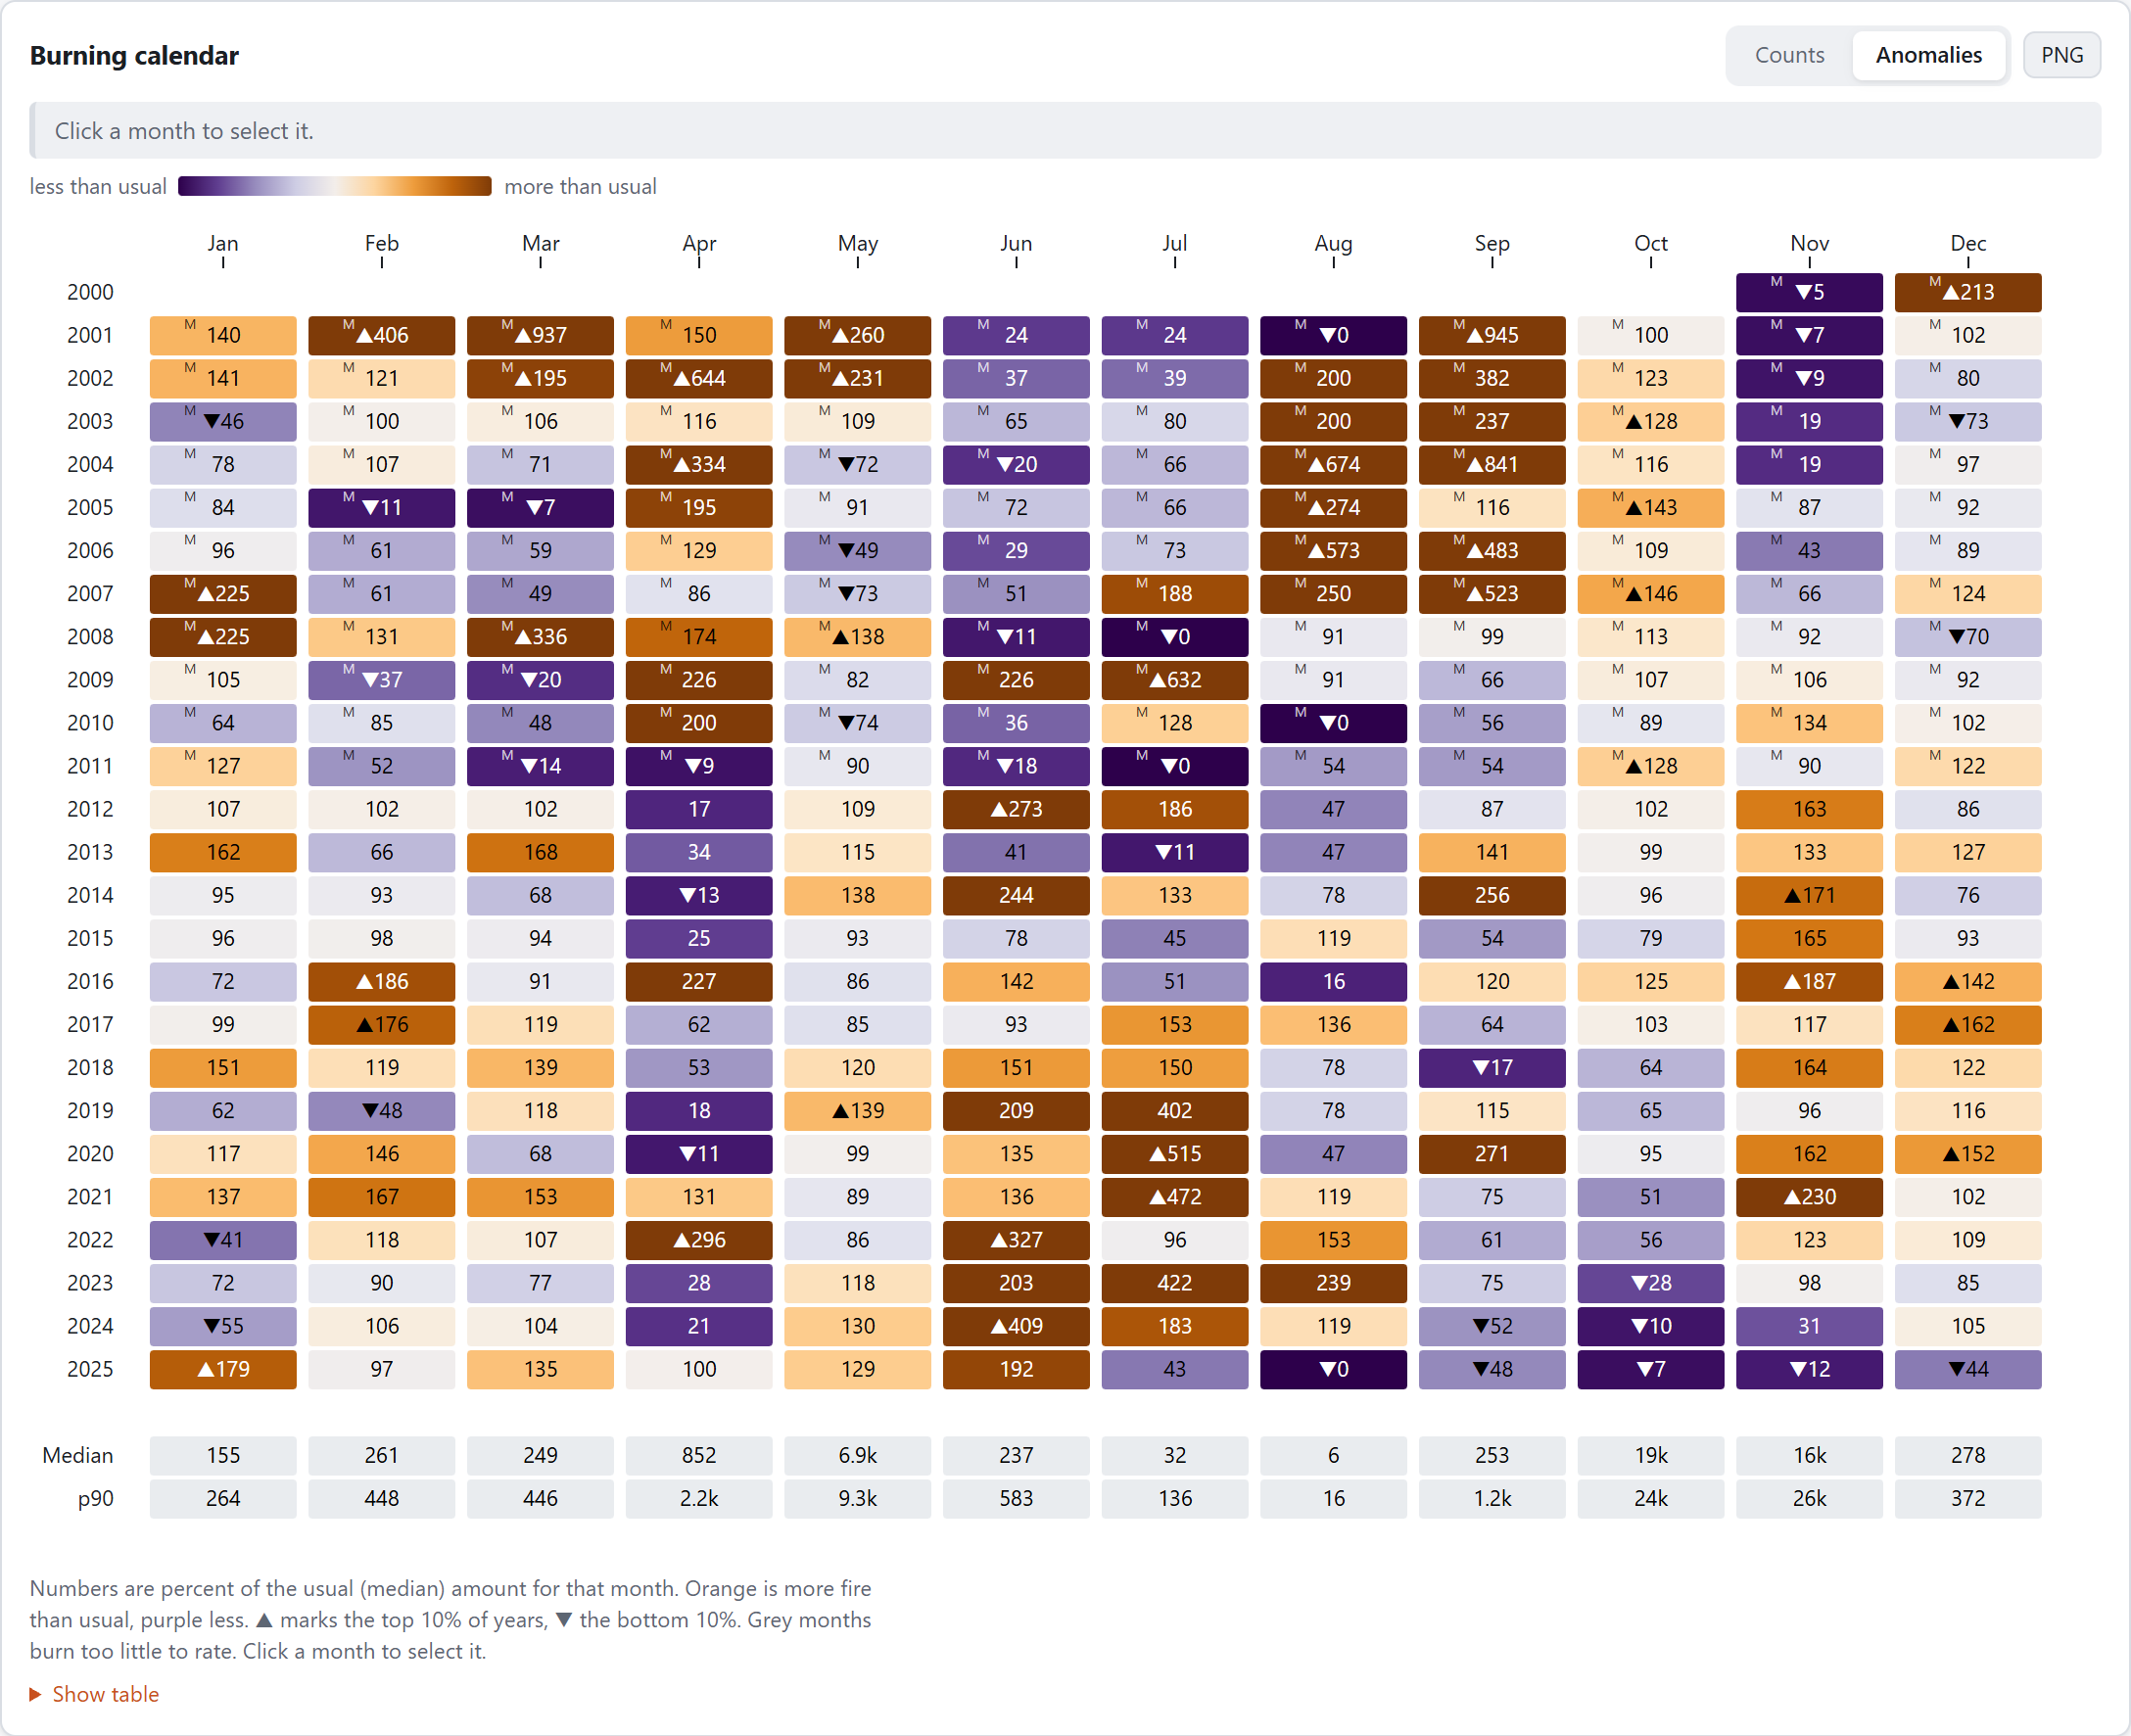 Burning calendar
Counts Anomalies PNG
Click a month to select it.
less than usual more than usual
Jan Feb Mar Apr May Jun Jul Aug Sep Oct Nov Dec
2000 M ▼5 M ▲213
2001 M 140 M ▲406 M ▲937 M 150 M ▲260 M 24 M 24 M ▼0 M ▲945 M 100 M ▼7 M 102
2002 M 141 M 121 M ▲195 M ▲644 M ▲231 M 37 M 39 M 200 M 382 M 123 M ▼9 M 80
2003 M ▼46 M 100 M 106 M 116 M 109 M 65 M 80 M 200 M 237 M ▲128 M 19 M ▼73
2004 M 78 M 107 M 71 M ▲334 M ▼72 M ▼20 M 66 M ▲674 M ▲841 M 116 M 19 M 97
2005 M 84 M ▼11 M ▼7 M 195 M 91 M 72 M 66 M ▲274 M 116 M ▲143 M 87 M 92
2006 M 96 M 61 M 59 M 129 M ▼49 M 29 M 73 M ▲573 M ▲483 M 109 M 43 M 89
2007 M ▲225 M 61 M 49 M 86 M ▼73 M 51 M 188 M 250 M ▲523 M ▲146 M 66 M 124
2008 M ▲225 M 131 M ▲336 M 174 M ▲138 M ▼11 M ▼0 M 91 M 99 M 113 M 92 M ▼70
2009 M 105 M ▼37 M ▼20 M 226 M 82 M 226 M ▲632 M 91 M 66 M 107 M 106 M 92
2010 M 64 M 85 M 48 M 200 M ▼74 M 36 M 128 M ▼0 M 56 M 89 M 134 M 102
2011 M 127 M 52 M ▼14 M ▼9 M 90 M ▼18 M ▼0 M 54 M 54 M ▲128 M 90 M 122
2012 107 102 102 17 109 ▲273 186 47 87 102 163 86
2013 162 66 168 34 115 41 ▼11 47 141 99 133 127
2014 95 93 68 ▼13 138 244 133 78 256 96 ▲171 76
2015 96 98 94 25 93 78 45 119 54 79 165 93
2016 72 ▲186 91 227 86 142 51 16 120 125 ▲187 ▲142
2017 99 ▲176 119 62 85 93 153 136 64 103 117 ▲162
2018 151 119 139 53 120 151 150 78 ▼17 64 164 122
2019 62 ▼48 118 18 ▲139 209 402 78 115 65 96 116
2020 117 146 68 ▼11 99 135 ▲515 47 271 95 162 ▲152
2021 137 167 153 131 89 136 ▲472 119 75 51 ▲230 102
2022 ▼41 118 107 ▲296 86 ▲327 96 153 61 56 123 109
2023 72 90 77 28 118 203 422 239 75 ▼28 98 85
2024 ▼55 106 104 21 130 ▲409 183 119 ▼52 ▼10 31 105
2025 ▲179 97 135 100 129 192 43 ▼0 ▼48 ▼7 ▼12 ▼44
Median 155 261 249 852 6.9k 237 32 6 253 19k 16k 278
p90 264 448 446 2.2k 9.3k 583 136 16 1.2k 24k 26k 372
Numbers are percent of the usual (median) amount for that month. Orange is more fire
than usual, purple less. ▲ marks the top 10% of years, ▼ the bottom 10%. Grey months
burn too little to rate. Click a month to select it.
▶ Show table